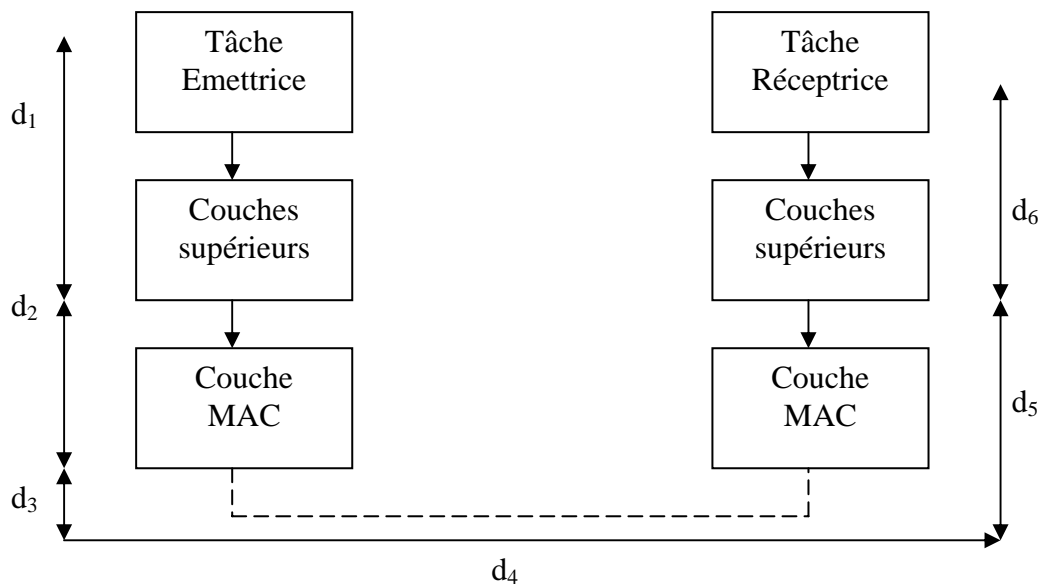 Tâche
Emettrice
Tâche
Réceptrice
d1
Couches
supérieurs
Couches
supérieurs
d6
d2
Couche
MAC
Couche
MAC
d5
d3
d4